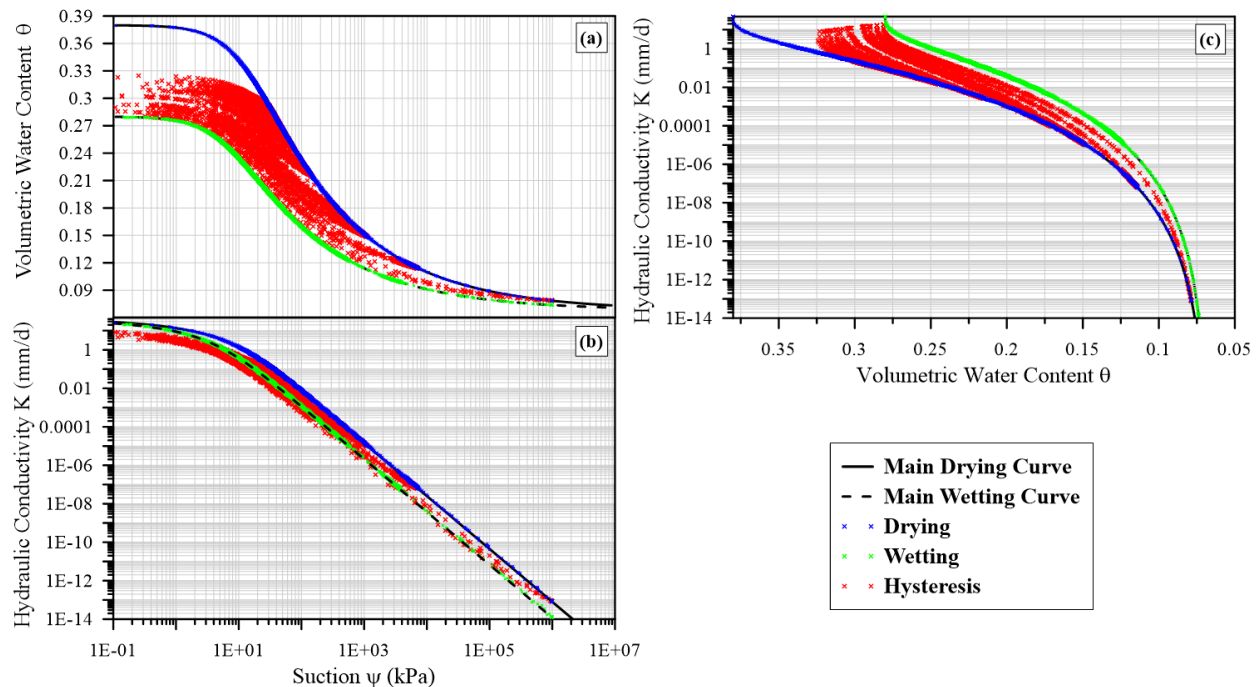 Volumetric Water Content θ
0.39
0.36
0.33
0.3
0.27
0.24
0.21
0.18
0.15
0.12
0.09
(a)
Hydraulic Conductivity K (mm/d)
1
0.01
0.0001
1E-06
1E-08
1E-10
1E-12
1E-14
(b)
1E-01 1E+01 1E+03 1E+05 1E+07
Suction ψ (kPa)
Hydraulic Conductivity K (mm/d)
1
0.01
0.0001
1E-06
1E-08
1E-10
1E-12
1E-14
(c)
0.35 0.3 0.25 0.2 0.15 0.1 0.05
Volumetric Water Content θ
Main Drying Curve
Main Wetting Curve
Drying
Wetting
Hysteresis